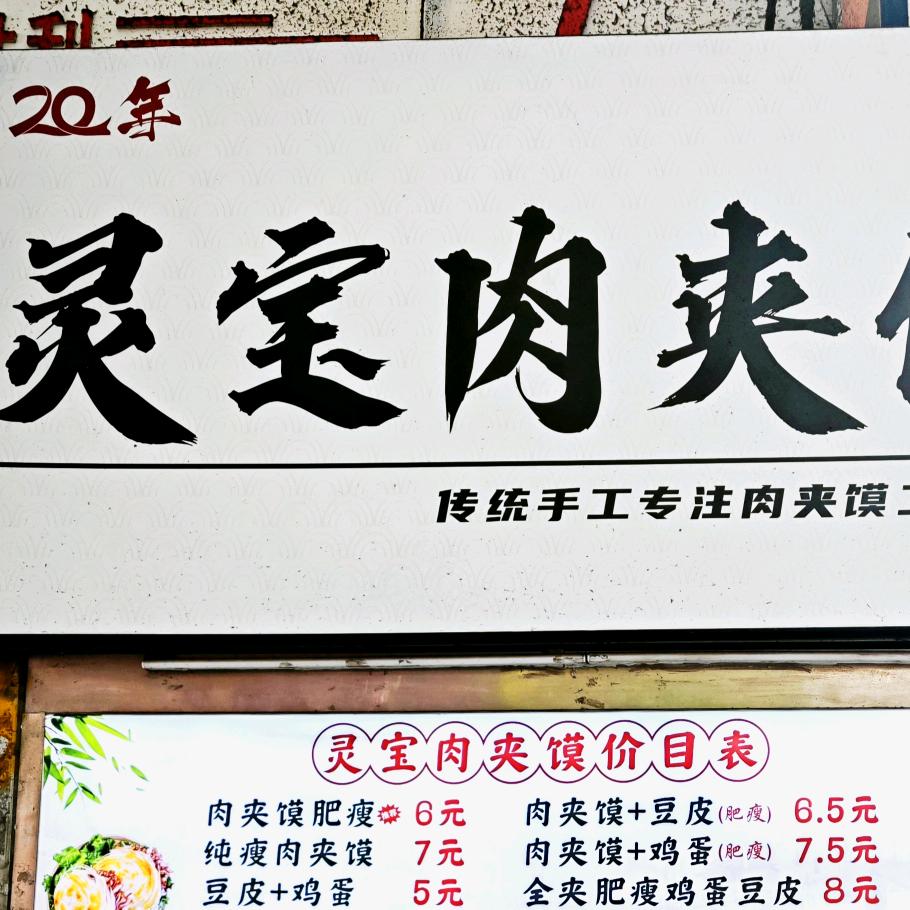 20年
灵宝肉夹
传统手工专注肉夹馍
灵宝肉夹馍价目表
肉夹馍肥瘦 6元
肉夹馍+豆皮(肥瘦) 6.5元
纯瘦肉夹馍 7元
肉夹馍+鸡蛋(肥瘦) 7.5元
豆皮+鸡蛋 5元
全夹肥瘦鸡蛋豆皮 8元